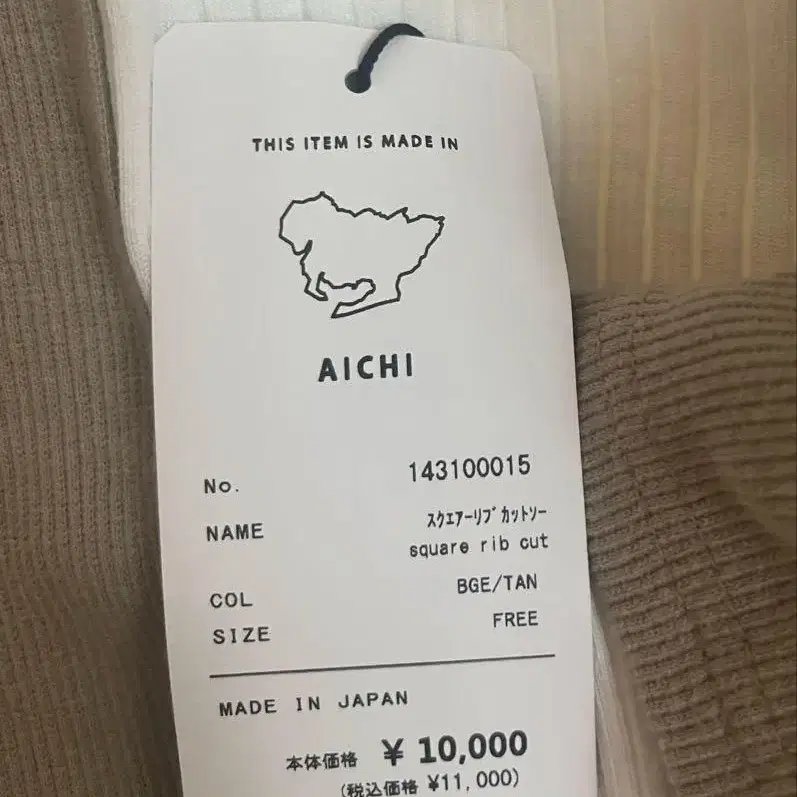 THIS ITEM IS MADE IN
AICHI
No. 143100015
NAME ｽｸｴｱｰﾘﾌﾞｶｯﾄｿｰ
square rib cut
COL BGE/TAN
SIZE FREE
MADE IN JAPAN
本体価格 ¥ 10,000
(税込価格 ¥11,000)